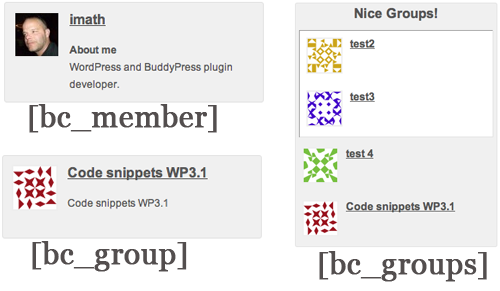 imath
About me
WordPress and BuddyPress plugin
developer.
[bc_member]
Code snippets WP3.1
Code snippets WP3.1
[bc_group]
Nice Groups!
test2
test3
test 4
Code snippets WP3.1
[bc_groups]